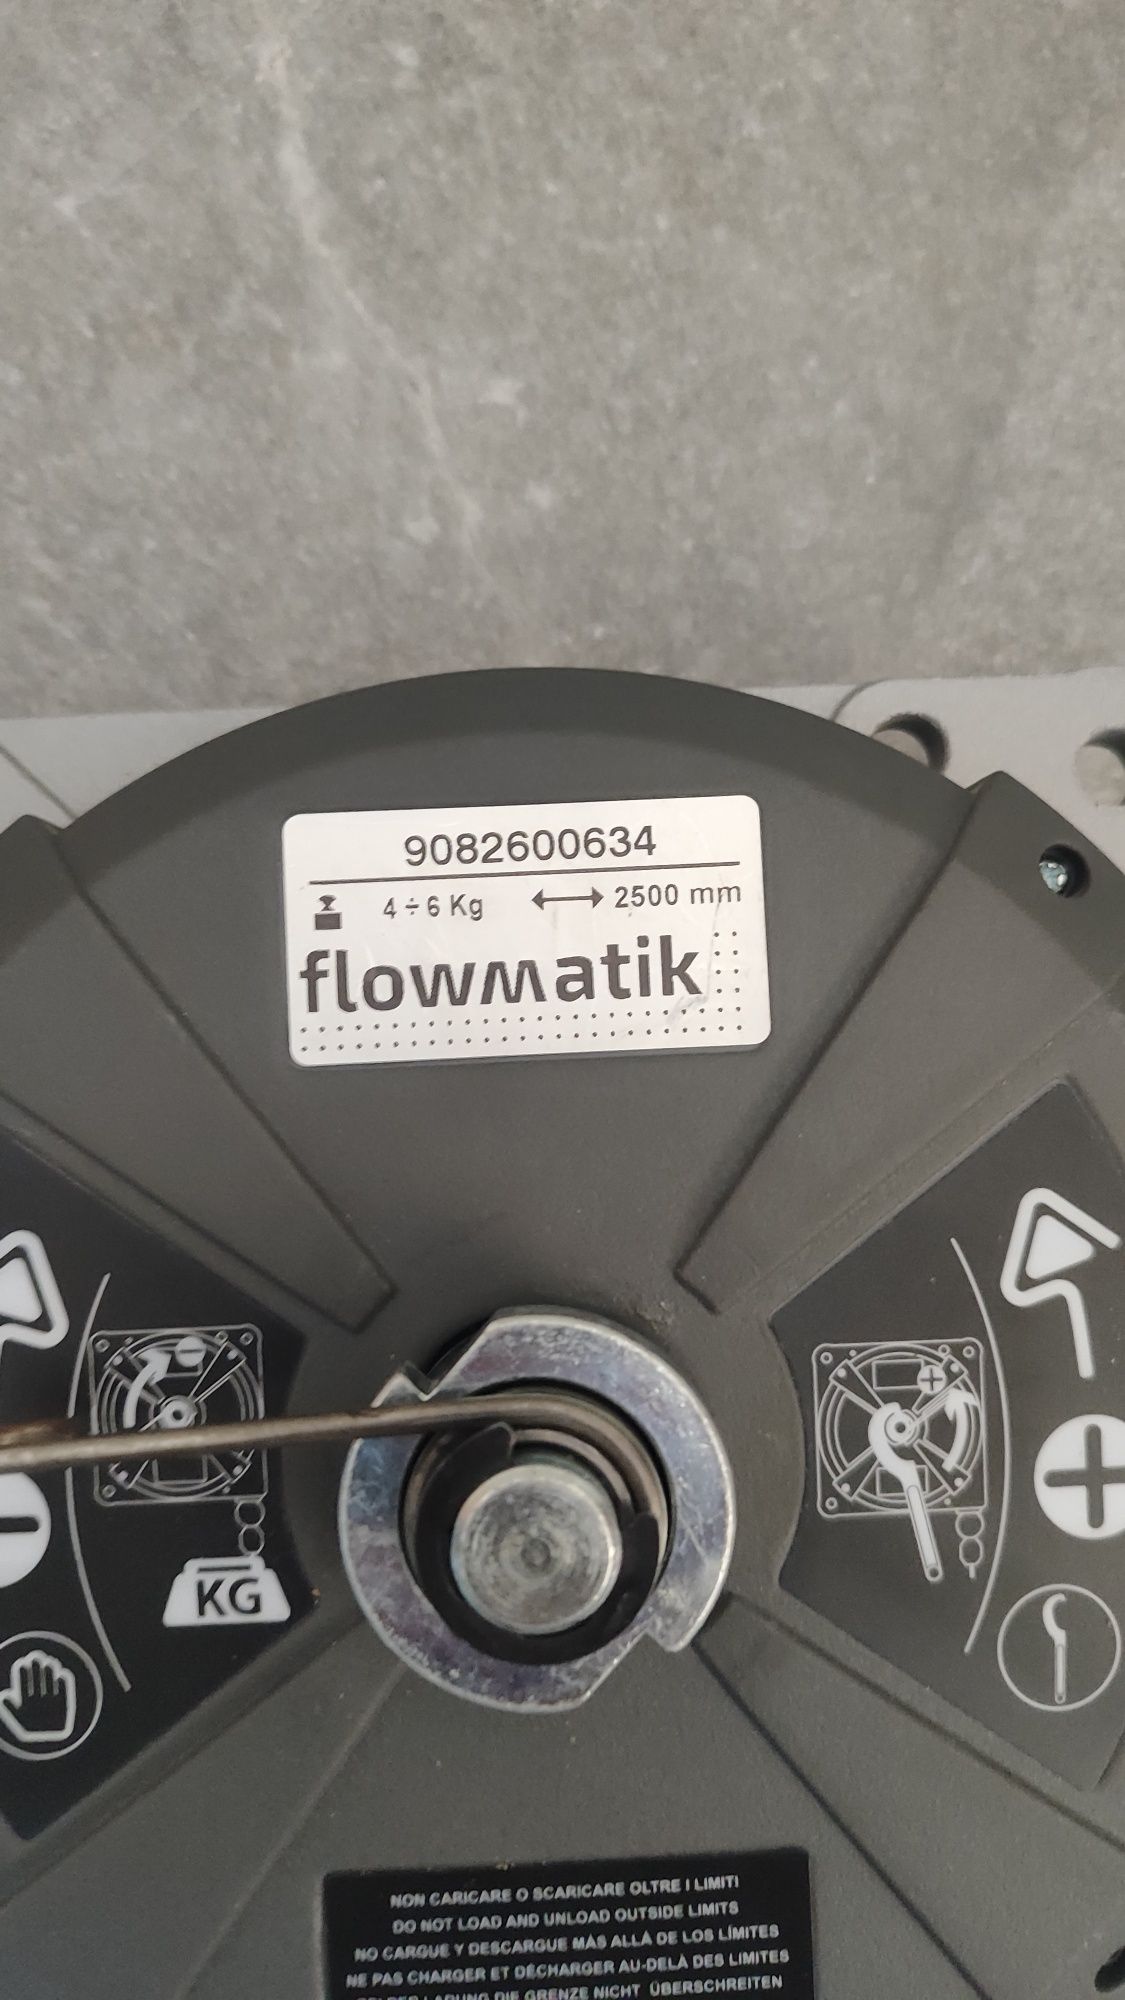 9082600634
4÷6 Kg 2500 mm
flowmatik
KG
NON CARICARE O SCARICARE OLTRE I LIMITI
DO NOT LOAD AND UNLOAD OUTSIDE LIMITS
NO CARGUE Y DESCARGUE MÁS ALLÁ DE LOS LÍMITES
NE PAS CHARGER ET DÉCHARGER AU-DELÀ DES LIMITES
LADUNG DIE GRENZE NICHT ÜBERSCHREITEN